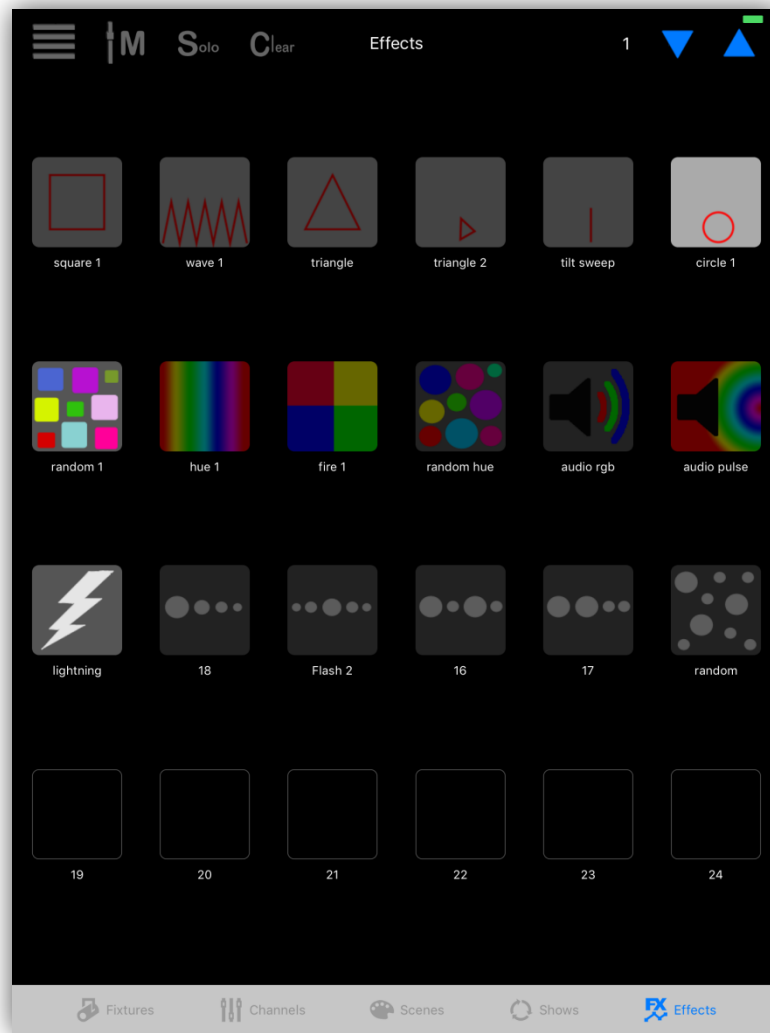 M Solo Clear Effects 1
square 1 wave 1 triangle triangle 2 tilt sweep circle 1
random 1 hue 1 fire 1 random hue audio rgb audio pulse
lightning 18 Flash 2 16 17 random
19 20 21 22 23 24
Fixtures Channels Scenes Shows FX Effects